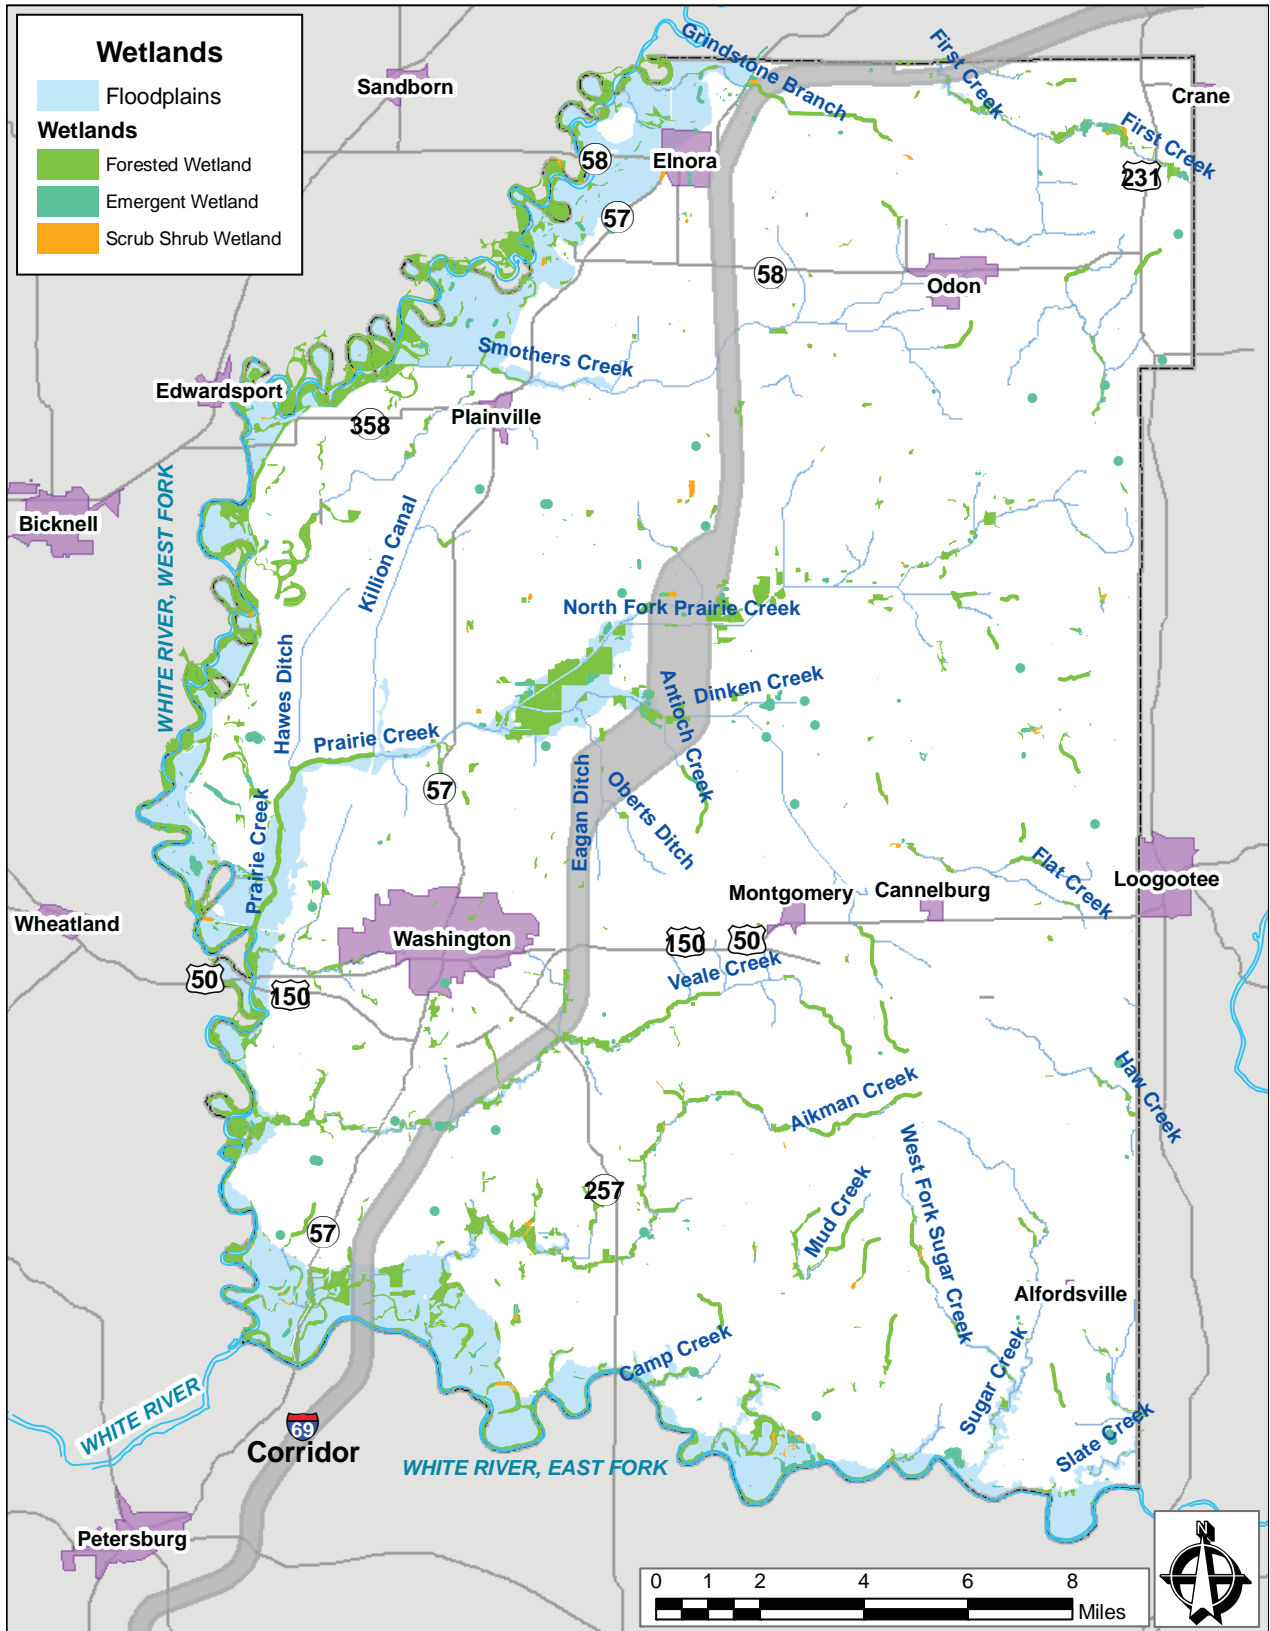 Wetlands
Floodplains
Wetlands
Forested Wetland
Emergent Wetland
Scrub Shrub Wetland
Sandborn
Grindstone Branch
First Creek
Crane
First Creek
58
Elnora
231
57
58
Odon
Smothers Creek
Edwardsport
358
Plainville
WHITE RIVER, WEST FORK
Bicknell
Killion Canal
North Fork Prairie Creek
Hawes Ditch
Antioch Creek
Dinken Creek
Prairie Creek
57
Eagan Ditch
Oberts Ditch
Prairie Creek
Flat Creek
Montgomery
Cannelburg
Loogootee
Wheatland
Washington
150
50
50
150
Veale Creek
Haw Creek
Aikman Creek
West Fork Sugar Creek
Mud Creek
257
57
Alfordsville
Camp Creek
Sugar Creek
WHITE RIVER
69
Corridor
Slate Creek
WHITE RIVER, EAST FORK
Petersburg
N
0 1 2 4 6 8
Miles